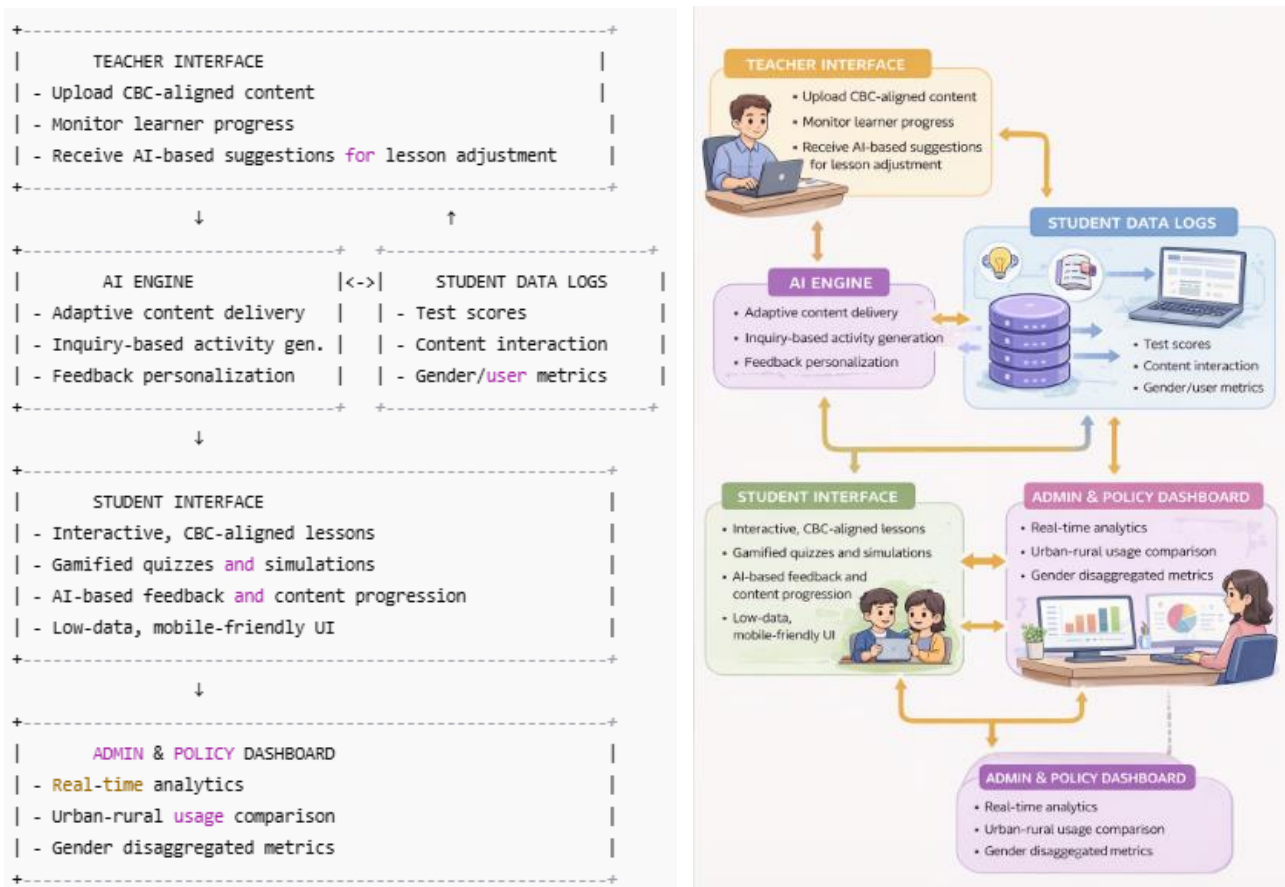 TEACHER INTERFACE
- Upload CBC-aligned content
- Monitor learner progress
- Receive AI-based suggestions for lesson adjustment
↓ ↑
AI ENGINE |<->| STUDENT DATA LOGS
- Adaptive content delivery | | - Test scores
- Inquiry-based activity gen. | | - Content interaction
- Feedback personalization | | - Gender/user metrics
↓
STUDENT INTERFACE
- Interactive, CBC-aligned lessons
- Gamified quizzes and simulations
- AI-based feedback and content progression
- Low-data, mobile-friendly UI
↓
ADMIN & POLICY DASHBOARD
- Real-time analytics
- Urban-rural usage comparison
- Gender disaggregated metrics
TEACHER INTERFACE
• Upload CBC-aligned content
• Monitor learner progress
• Receive AI-based suggestions
for lesson adjustment
STUDENT DATA LOGS
• Test scores
• Content interaction
• Gender/user metrics
AI ENGINE
• Adaptive content delivery
• Inquiry-based activity generation
• Feedback personalization
STUDENT INTERFACE
• Interactive, CBC-aligned lessons
• Gamified quizzes and simulations
• AI-based feedback and
content progression
• Low-data,
mobile-friendly UI
ADMIN & POLICY DASHBOARD
• Real-time analytics
• Urban-rural usage comparison
• Gender disaggregated metrics
ADMIN & POLICY DASHBOARD
• Real-time analytics
• Urban-rural usage comparison
• Gender disaggegated metrics